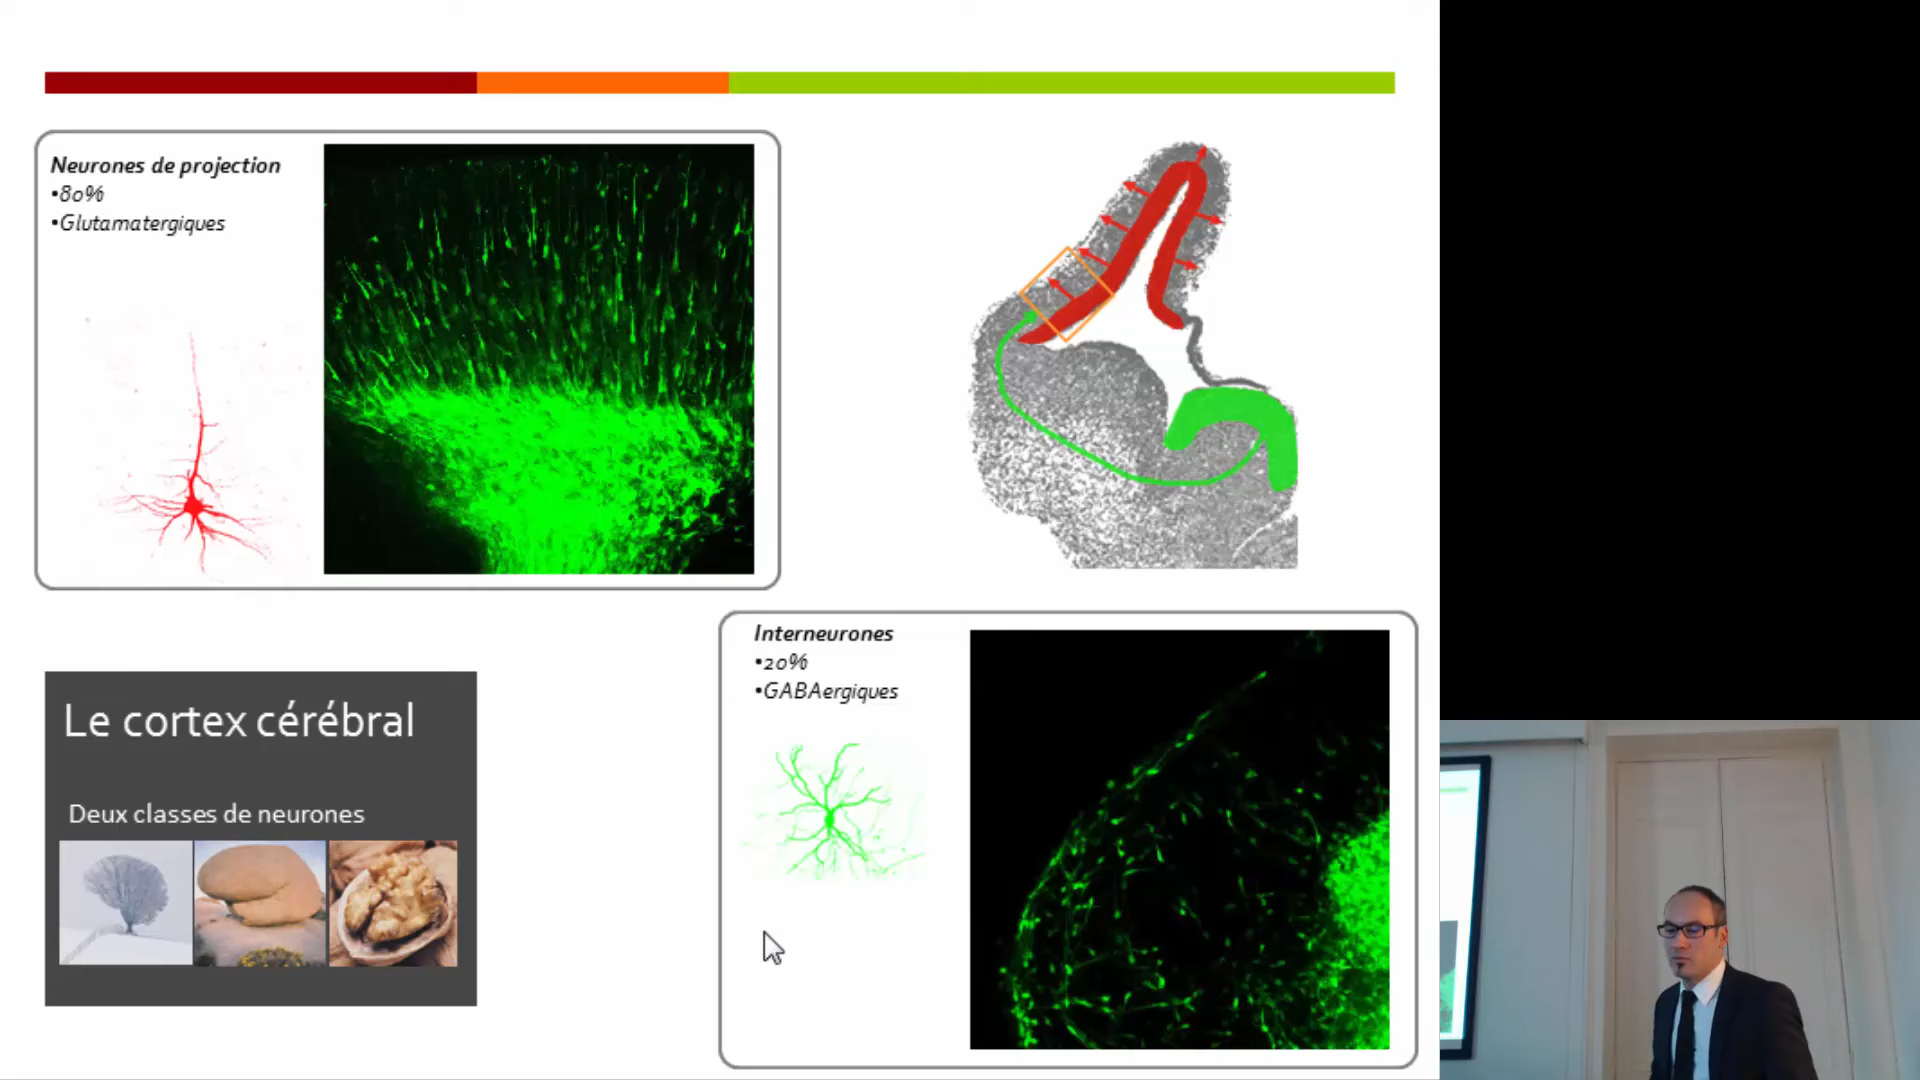 Neurones de projection
•80%
•Glutamatergiques
Interneurones
•20%
•GABAergiques
Le cortex cérébral
Deux classes de neurones